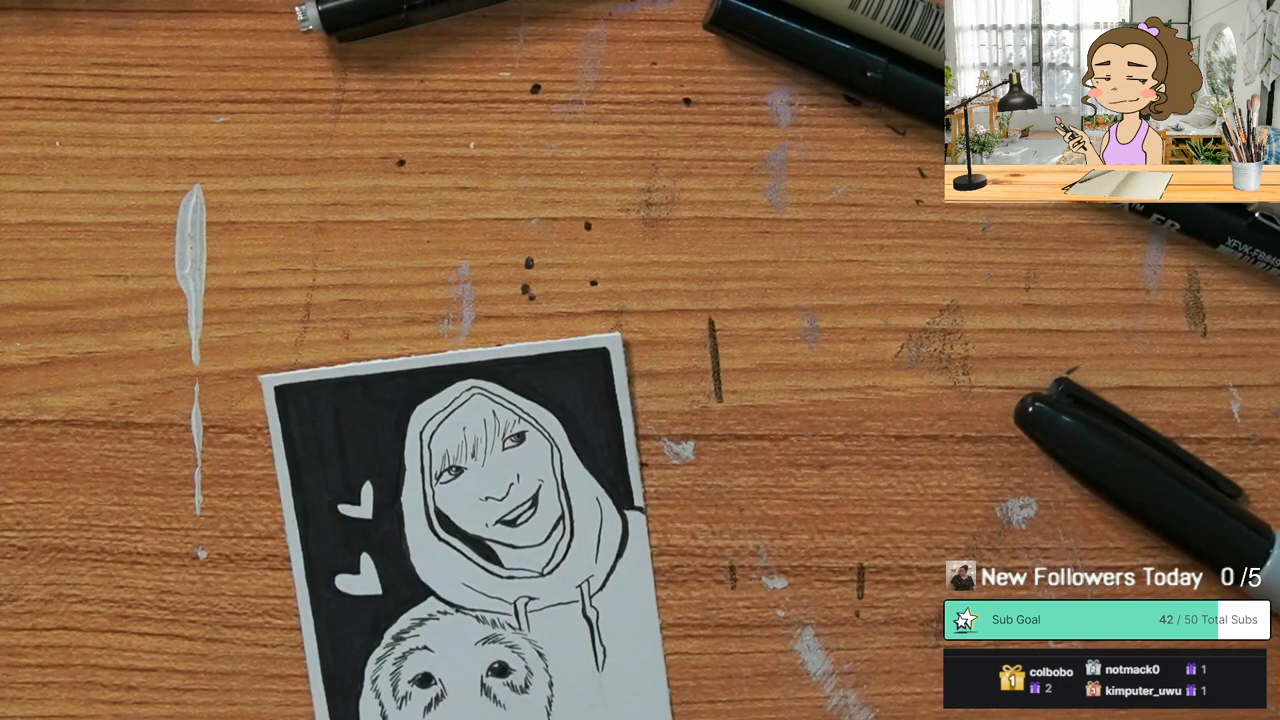 New Followers Today 0 /5
Sub Goal 42 / 50 Total Subs
1 colbobo 2
notmack0 1
kimputer_uwu 1